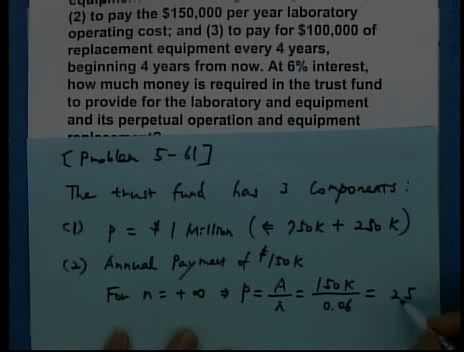 (2) to pay the $150,000 per year laboratory
operating cost; and (3) to pay for $100,000 of
replacement equipment every 4 years,
beginning 4 years from now. At 6% interest,
how much money is required in the trust fund
to provide for the laboratory and equipment
and its perpetual operation and equipment
[Problem 5-61]
The trust fund has 3 components:
(1) P = $1 Million (← 750k + 250k)
(2) Annual Payment of $150k
For n = +∞ ⇒ P = A/i = 150k/0.06 = 25